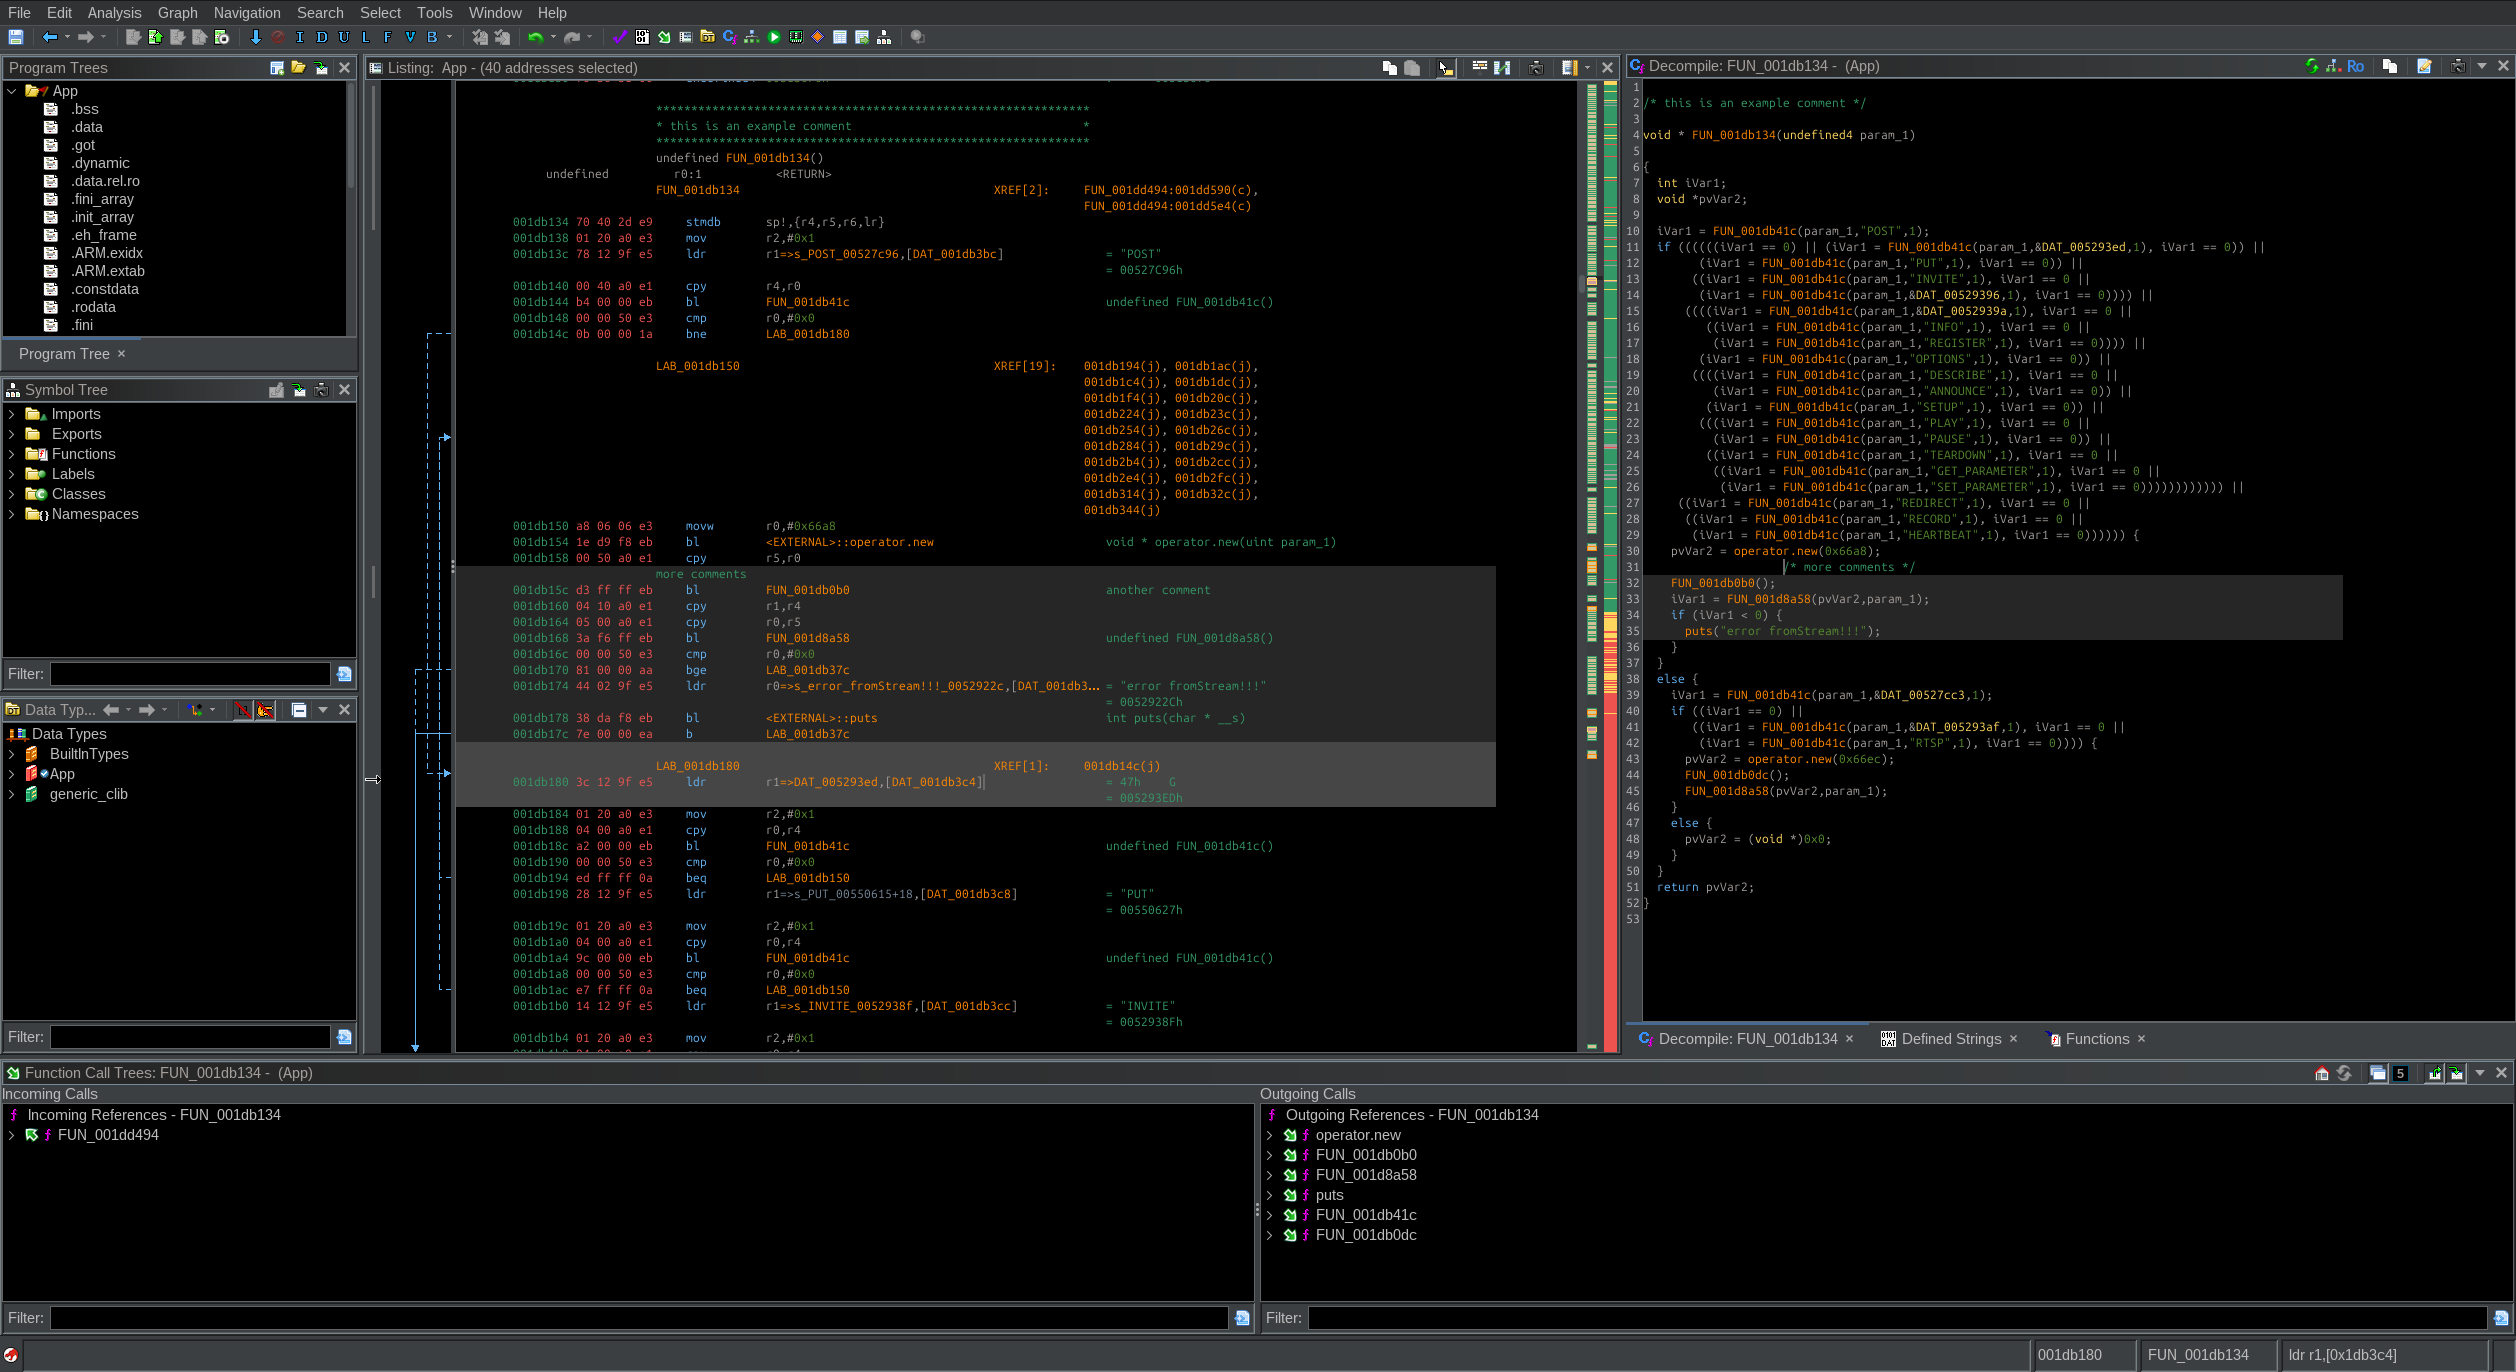 File Edit Analysis Graph Navigation Search Select Tools Window Help
I D U L F V B
Program Trees
App
.bss
.data
.got
.dynamic
.data.rel.ro
.fini_array
.init_array
.eh_frame
.ARM.exidx
.ARM.extab
.constdata
.rodata
.fini
Program Tree ×
Symbol Tree
Imports
Exports
Functions
Labels
Classes
Namespaces
Filter:
Data Typ...
Data Types
BuiltInTypes
App
generic_clib
Filter:
Listing: App - (40 addresses selected)
**************************************************************
* this is an example comment *
**************************************************************
undefined FUN_001db134()
undefined r0:1 <RETURN>
FUN_001db134 XREF[2]: FUN_001dd494:001dd590(c),
FUN_001dd494:001dd5e4(c)
001db134 70 40 2d e9 stmdb sp!,{r4,r5,r6,lr}
001db138 01 20 a0 e3 mov r2,#0x1
001db13c 78 12 9f e5 ldr r1=>s_POST_00527c96,[DAT_001db3bc] = "POST"
= 00527C96h
001db140 00 40 a0 e1 cpy r4,r0
001db144 b4 00 00 eb bl FUN_001db41c undefined FUN_001db41c()
001db148 00 00 50 e3 cmp r0,#0x0
001db14c 0b 00 00 1a bne LAB_001db180
LAB_001db150 XREF[19]: 001db194(j), 001db1ac(j),
001db1c4(j), 001db1dc(j),
001db1f4(j), 001db20c(j),
001db224(j), 001db23c(j),
001db254(j), 001db26c(j),
001db284(j), 001db29c(j),
001db2b4(j), 001db2cc(j),
001db2e4(j), 001db2fc(j),
001db314(j), 001db32c(j),
001db344(j)
001db150 a8 06 06 e3 movw r0,#0x66a8
001db154 1e d9 f8 eb bl <EXTERNAL>::operator.new void * operator.new(uint param_1)
001db158 00 50 a0 e1 cpy r5,r0
more comments
001db15c d3 ff ff eb bl FUN_001db0b0 another comment
001db160 04 10 a0 e1 cpy r1,r4
001db164 05 00 a0 e1 cpy r0,r5
001db168 3a f6 ff eb bl FUN_001d8a58 undefined FUN_001d8a58()
001db16c 00 00 50 e3 cmp r0,#0x0
001db170 81 00 00 aa bge LAB_001db37c
001db174 44 02 9f e5 ldr r0=>s_error_fromStream!!!_0052922c,[DAT_001db3... = "error fromStream!!!"
= 0052922Ch
001db178 38 da f8 eb bl <EXTERNAL>::puts int puts(char * __s)
001db17c 7e 00 00 ea b LAB_001db37c
LAB_001db180 XREF[1]: 001db14c(j)
001db180 3c 12 9f e5 ldr r1=>DAT_005293ed,[DAT_001db3c4] = 47h G
= 005293EDh
001db184 01 20 a0 e3 mov r2,#0x1
001db188 04 00 a0 e1 cpy r0,r4
001db18c a2 00 00 eb bl FUN_001db41c undefined FUN_001db41c()
001db190 00 00 50 e3 cmp r0,#0x0
001db194 ed ff ff 0a beq LAB_001db150
001db198 28 12 9f e5 ldr r1=>s_PUT_00550615+18,[DAT_001db3c8] = "PUT"
= 00550627h
001db19c 01 20 a0 e3 mov r2,#0x1
001db1a0 04 00 a0 e1 cpy r0,r4
001db1a4 9c 00 00 eb bl FUN_001db41c undefined FUN_001db41c()
001db1a8 00 00 50 e3 cmp r0,#0x0
001db1ac e7 ff ff 0a beq LAB_001db150
001db1b0 14 12 9f e5 ldr r1=>s_INVITE_0052938f,[DAT_001db3cc] = "INVITE"
= 0052938Fh
001db1b4 01 20 a0 e3 mov r2,#0x1
Decompile: FUN_001db134 - (App)
Ro
1
2 /* this is an example comment */
3
4 void * FUN_001db134(undefined4 param_1)
5
6 {
7 int iVar1;
8 void *pvVar2;
9
10 iVar1 = FUN_001db41c(param_1,"POST",1);
11 if ((((((iVar1 == 0) || (iVar1 = FUN_001db41c(param_1,&DAT_005293ed,1), iVar1 == 0)) ||
12 (iVar1 = FUN_001db41c(param_1,"PUT",1), iVar1 == 0)) ||
13 ((iVar1 = FUN_001db41c(param_1,"INVITE",1), iVar1 == 0 ||
14 (iVar1 = FUN_001db41c(param_1,&DAT_00529396,1), iVar1 == 0)))) ||
15 ((((iVar1 = FUN_001db41c(param_1,&DAT_0052939a,1), iVar1 == 0 ||
16 ((iVar1 = FUN_001db41c(param_1,"INFO",1), iVar1 == 0 ||
17 (iVar1 = FUN_001db41c(param_1,"REGISTER",1), iVar1 == 0)))) ||
18 (iVar1 = FUN_001db41c(param_1,"OPTIONS",1), iVar1 == 0)) ||
19 ((((iVar1 = FUN_001db41c(param_1,"DESCRIBE",1), iVar1 == 0 ||
20 (iVar1 = FUN_001db41c(param_1,"ANNOUNCE",1), iVar1 == 0)) ||
21 (iVar1 = FUN_001db41c(param_1,"SETUP",1), iVar1 == 0)) ||
22 (((iVar1 = FUN_001db41c(param_1,"PLAY",1), iVar1 == 0 ||
23 (iVar1 = FUN_001db41c(param_1,"PAUSE",1), iVar1 == 0)) ||
24 ((iVar1 = FUN_001db41c(param_1,"TEARDOWN",1), iVar1 == 0 ||
25 ((iVar1 = FUN_001db41c(param_1,"GET_PARAMETER",1), iVar1 == 0 ||
26 (iVar1 = FUN_001db41c(param_1,"SET_PARAMETER",1), iVar1 == 0)))))))))))) ||
27 ((iVar1 = FUN_001db41c(param_1,"REDIRECT",1), iVar1 == 0 ||
28 ((iVar1 = FUN_001db41c(param_1,"RECORD",1), iVar1 == 0 ||
29 (iVar1 = FUN_001db41c(param_1,"HEARTBEAT",1), iVar1 == 0)))))) {
30 pvVar2 = operator.new(0x66a8);
31 /* more comments */
32 FUN_001db0b0();
33 iVar1 = FUN_001d8a58(pvVar2,param_1);
34 if (iVar1 < 0) {
35 puts("error fromStream!!!");
36 }
37 }
38 else {
39 iVar1 = FUN_001db41c(param_1,&DAT_00527cc3,1);
40 if ((iVar1 == 0) ||
41 ((iVar1 = FUN_001db41c(param_1,&DAT_005293af,1), iVar1 == 0 ||
42 (iVar1 = FUN_001db41c(param_1,"RTSP",1), iVar1 == 0)))) {
43 pvVar2 = operator.new(0x66ec);
44 FUN_001db0dc();
45 FUN_001d8a58(pvVar2,param_1);
46 }
47 else {
48 pvVar2 = (void *)0x0;
49 }
50 }
51 return pvVar2;
52 }
53
Decompile: FUN_001db134 × Defined Strings × Functions ×
Function Call Trees: FUN_001db134 - (App)
5
Incoming Calls
Incoming References - FUN_001db134
FUN_001dd494
Filter:
Outgoing Calls
Outgoing References - FUN_001db134
operator.new
FUN_001db0b0
FUN_001d8a58
puts
FUN_001db41c
FUN_001db0dc
Filter:
001db180 FUN_001db134 ldr r1,[0x1db3c4]